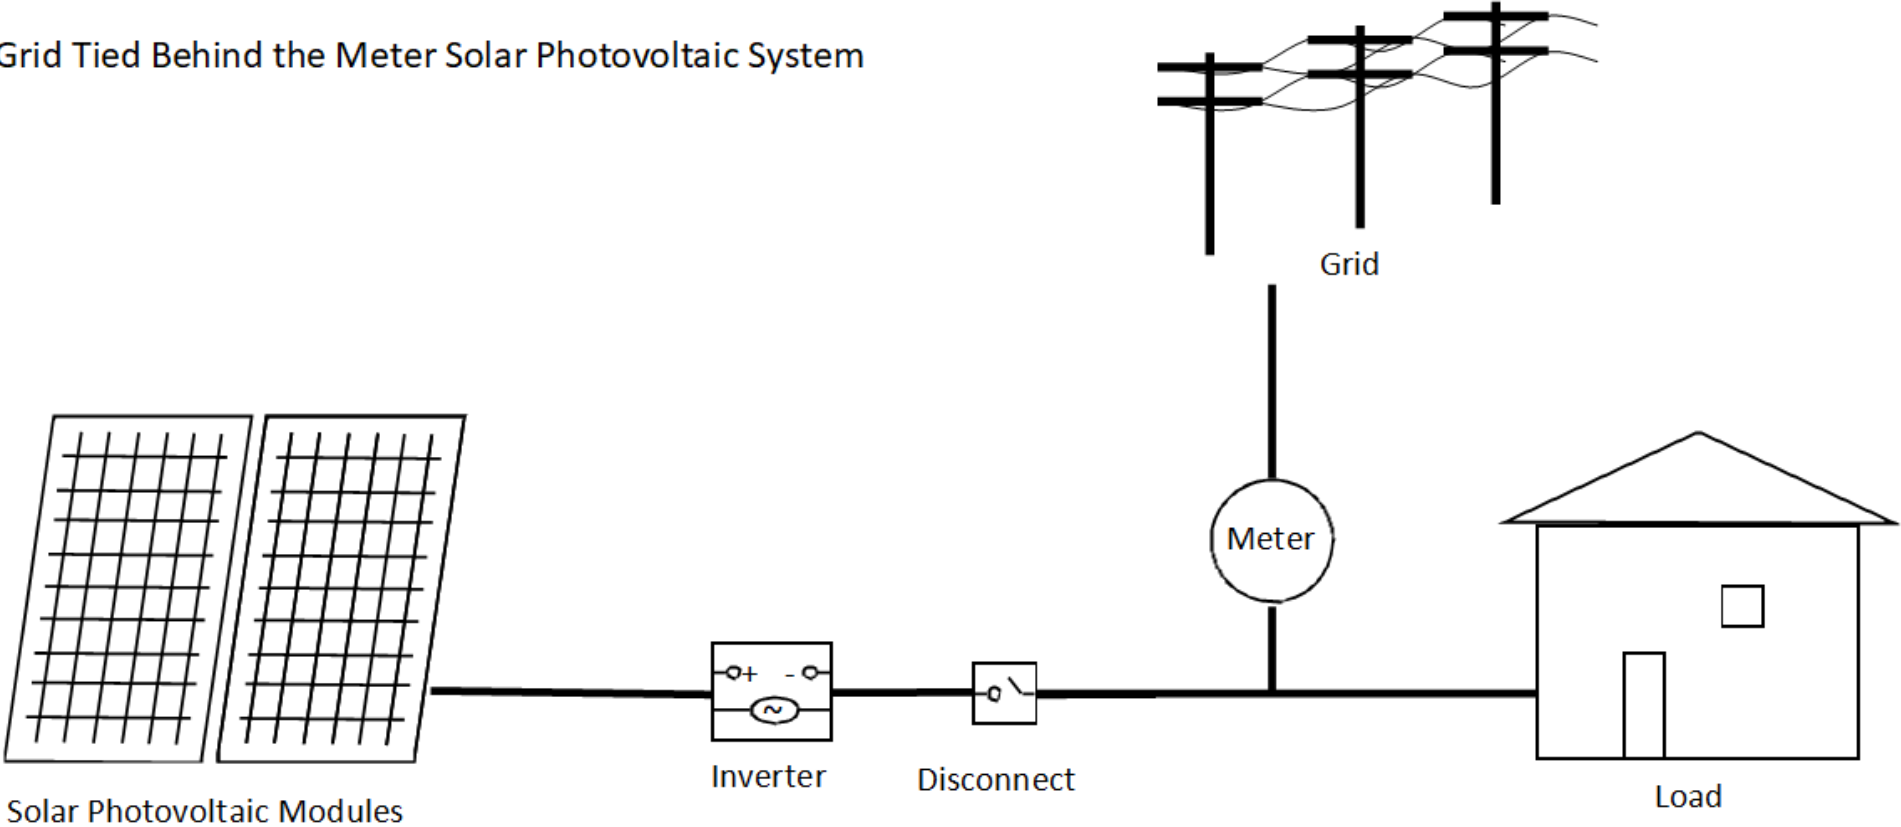 Grid Tied Behind the Meter Solar Photovoltaic System
Grid
Meter
+ -
~
Inverter
Disconnect
Load
Solar Photovoltaic Modules